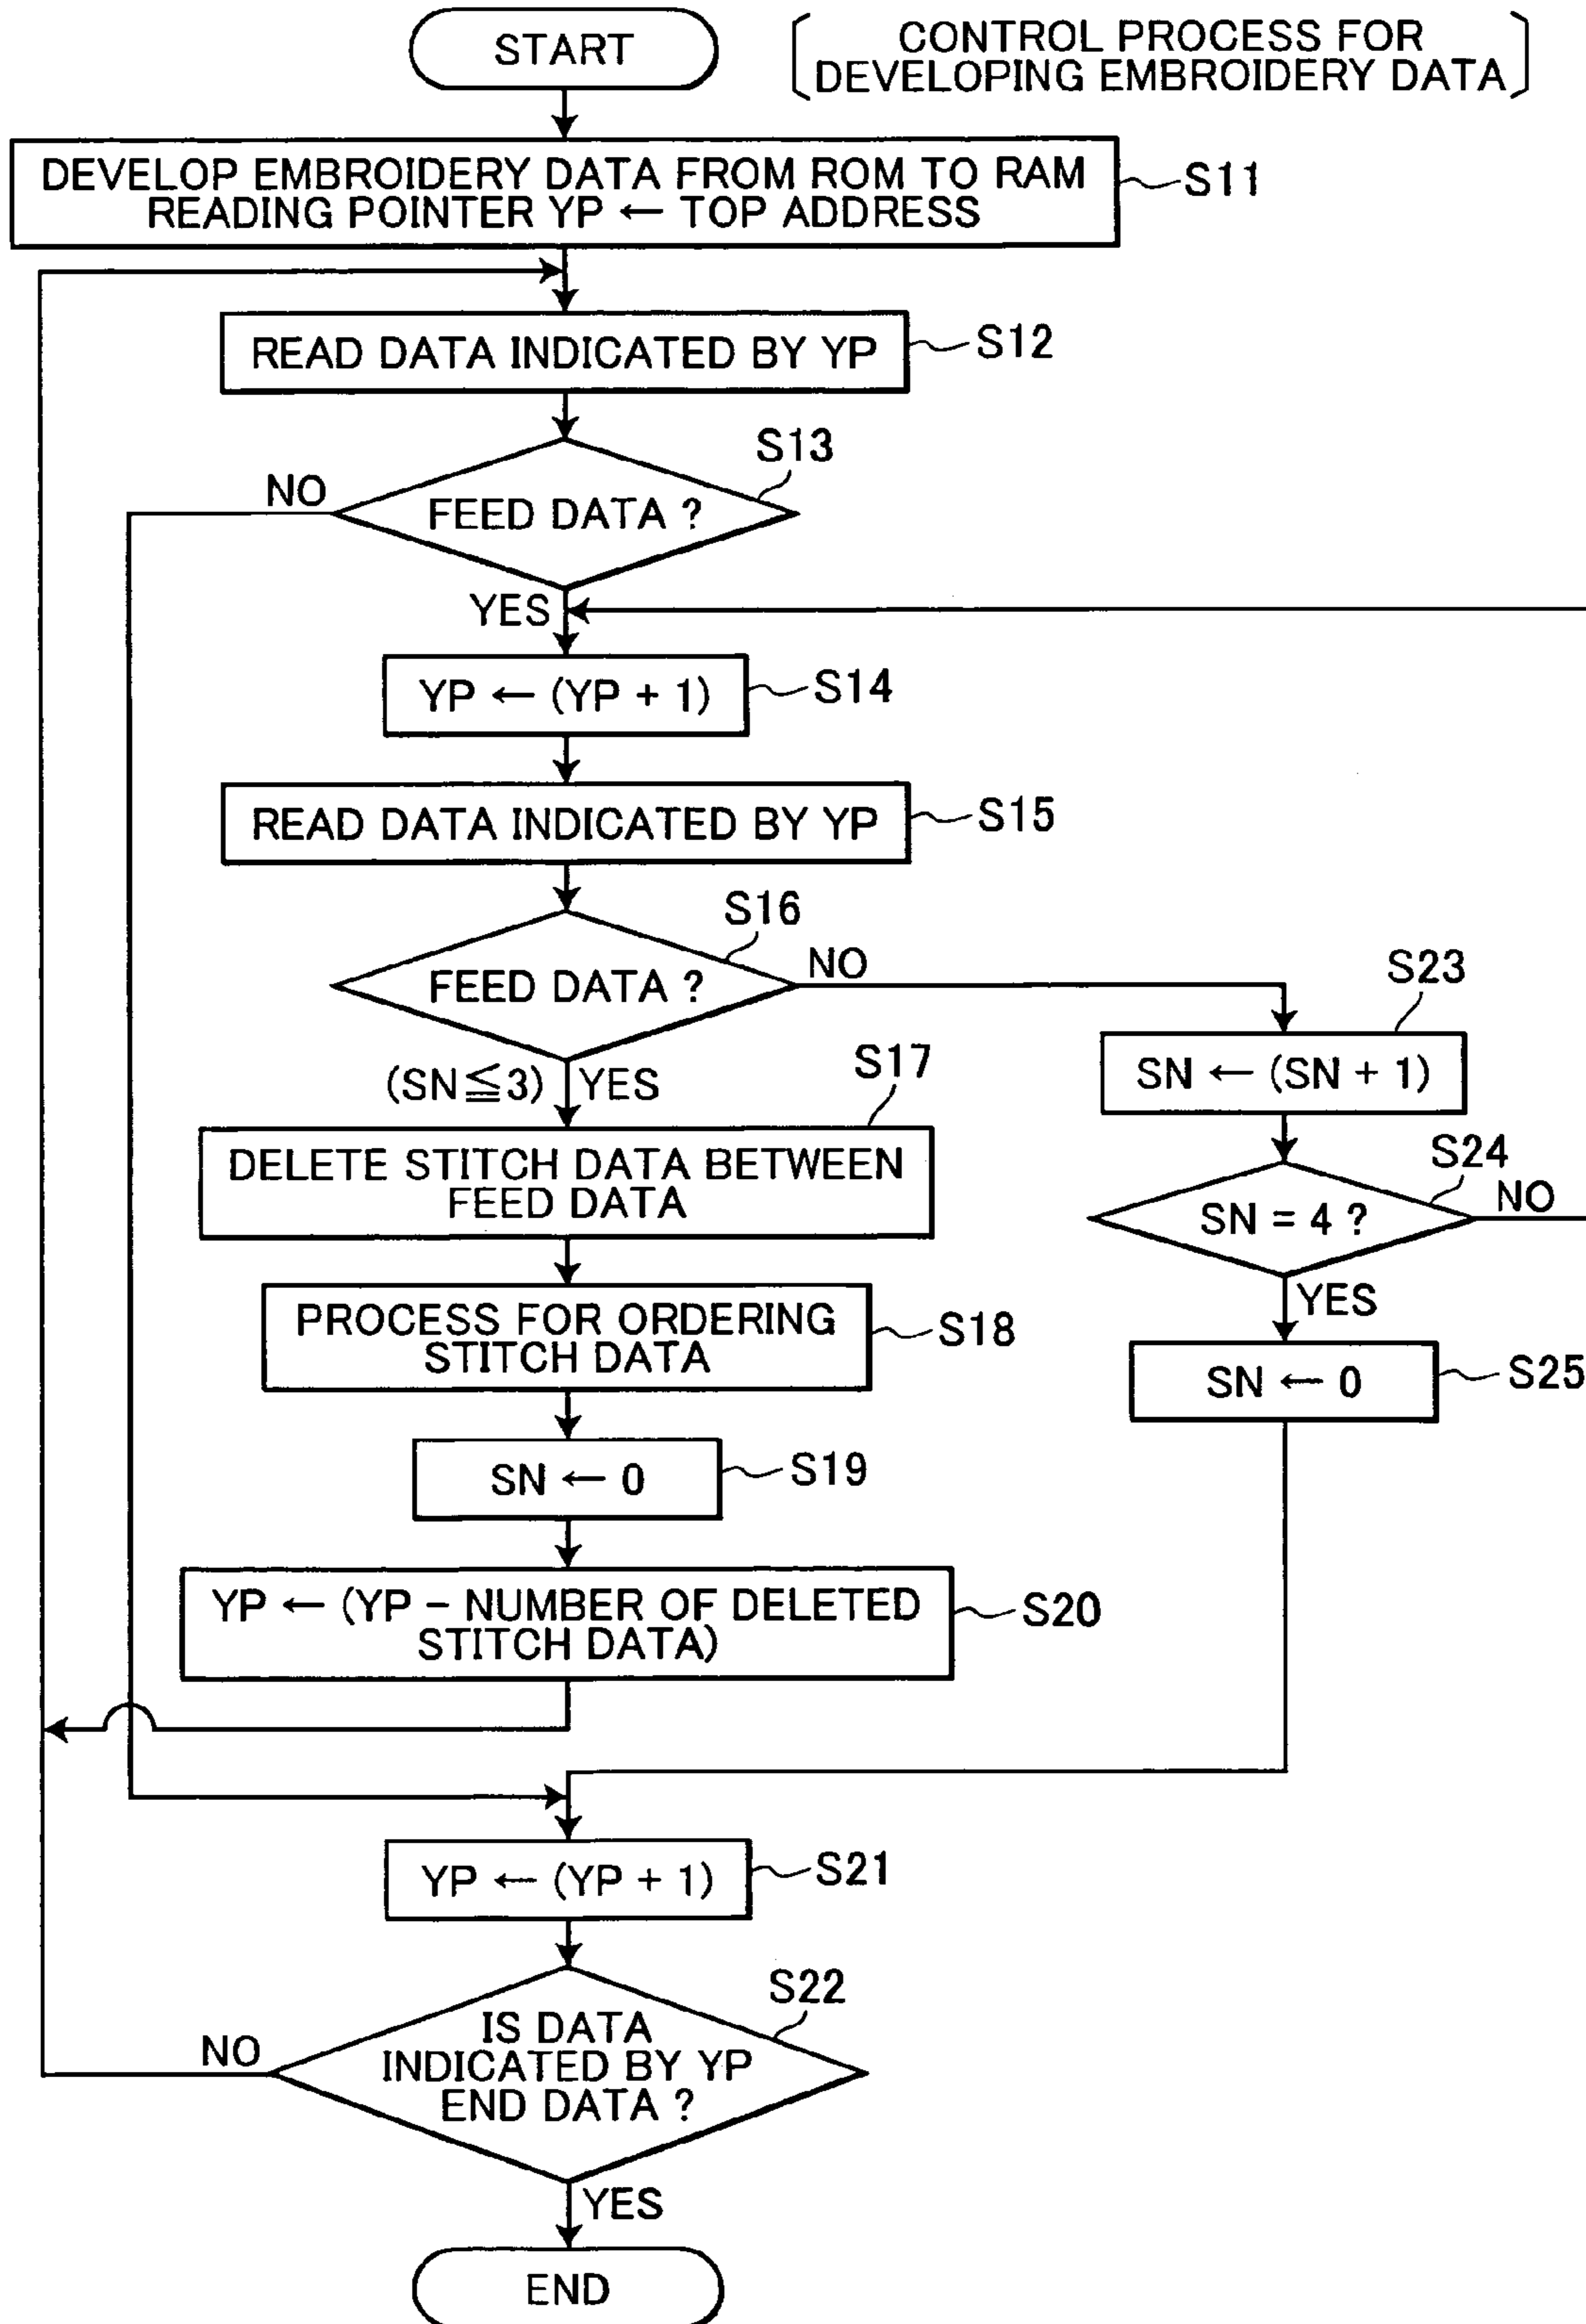 START
CONTROL PROCESS FOR
DEVELOPING EMBROIDERY DATA
DEVELOP EMBROIDERY DATA FROM ROM TO RAM
READING POINTER YP ← TOP ADDRESS
S11
READ DATA INDICATED BY YP
S12
S13
NO
FEED DATA ?
YES
YP ← (YP + 1)
S14
READ DATA INDICATED BY YP
S15
S16
FEED DATA ?
NO
S23
SN ← (SN + 1)
(SN≦3)
YES
S17
DELETE STITCH DATA BETWEEN
FEED DATA
S24
SN = 4 ?
NO
YES
PROCESS FOR ORDERING
STITCH DATA
S18
SN ← 0
S25
SN ← 0
S19
YP ← (YP - NUMBER OF DELETED
STITCH DATA)
S20
YP ← (YP + 1)
S21
S22
NO
IS DATA
INDICATED BY YP
END DATA ?
YES
END